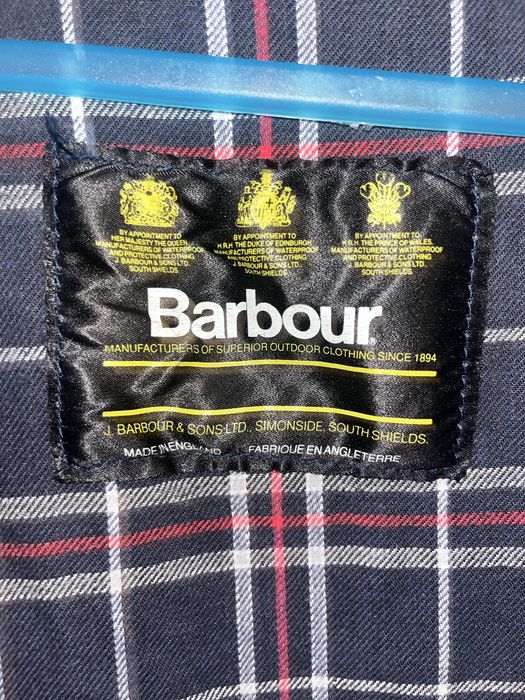 BY APPOINTMENT TO
HER MAJESTY THE QUEEN,
MANUFACTURERS OF WATERPROOF
AND PROTECTIVE CLOTHING
J. BARBOUR & SONS LTD.
SOUTH SHIELDS
BY APPOINTMENT TO
H.R.H. THE DUKE OF EDINBURGH
MANUFACTURERS OF WATERPROOF
AND PROTECTIVE CLOTHING
J. BARBOUR & SONS LTD.
SOUTH SHIELDS.
BY APPOINTMENT TO
H.R.H. THE PRINCE OF WALES,
MANUFACTURERS OF WATERPROOF
AND PROTECTIVE CLOTHING
J. BARBOUR & SONS LTD.
SOUTH SHIELDS.
Barbour
MANUFACTURERS OF SUPERIOR OUTDOOR CLOTHING SINCE 1894
J. BARBOUR & SONS LTD., SIMONSIDE, SOUTH SHIELDS.
MADE IN ENGLAND FABRIQUE EN ANGLETERRE